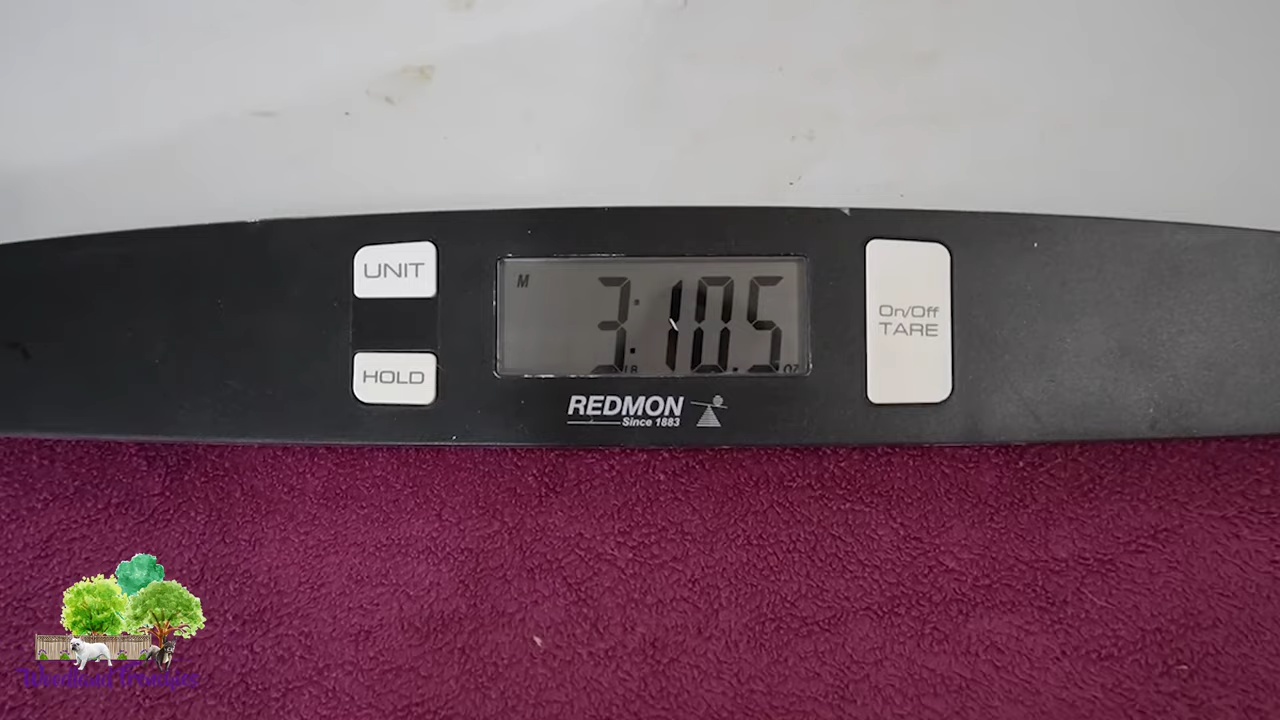 UNIT
HOLD
M
3:10.5
LB
OZ
REDMON
Since 1883
On/Off
TARE